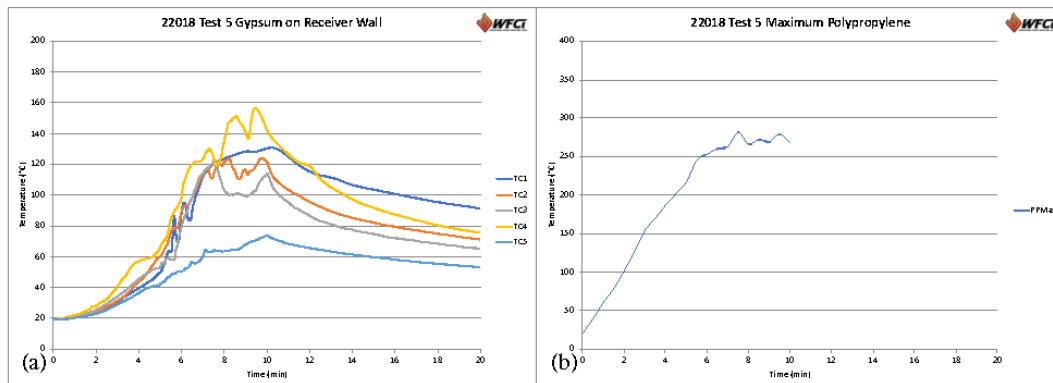 22018 Test 5 Gypsum on Receiver Wall
WFCi
200
180
160
140
120
100
80
60
40
20
0
Temperature (°C)
0 2 4 6 8 10 12 14 16 18 20
Time (min)
TC1
TC2
TC3
TC4
TC5
(a)
22018 Test 5 Maximum Polypropylene
WFCi
400
350
300
250
200
150
100
50
0
Temperature (°C)
0 2 4 6 8 10 12 14 16 18 20
Time (min)
PPMa
(b)